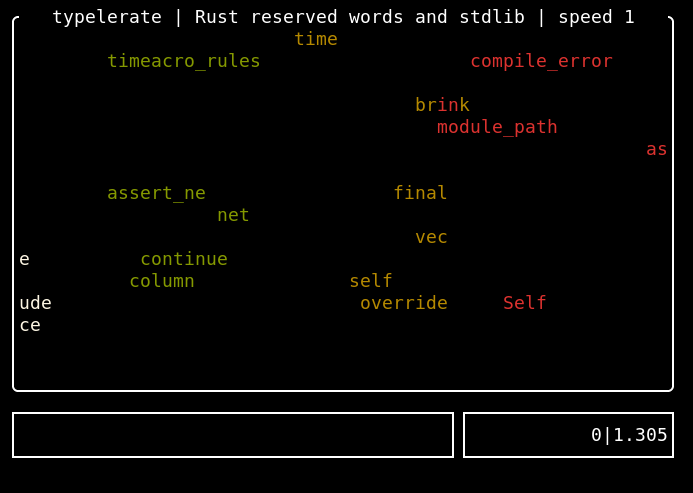 typelerate | Rust reserved words and stdlib | speed 1
time
timeacro_rules compile_error
brink
module_path
as
assert_ne final
net
vec
e continue
column self
ude override Self
ce
0|1.305